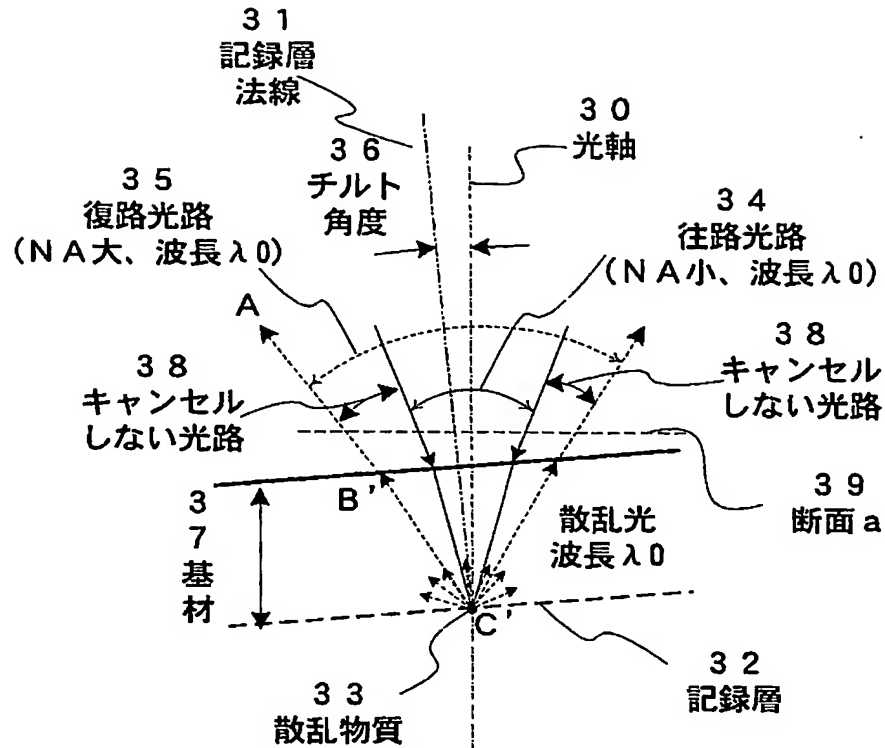 ３１
記録層
法線
３０
光軸
３６
チルト
角度
３５
復路光路
（ＮＡ大、波長λ０）
３４
往路光路
（ＮＡ小、波長λ０）
A
３８
キャンセル
しない光路
３８
キャンセル
しない光路
３９
断面ａ
B'
３７基材
散乱光
波長λ０
C'
３２
記録層
３３
散乱物質